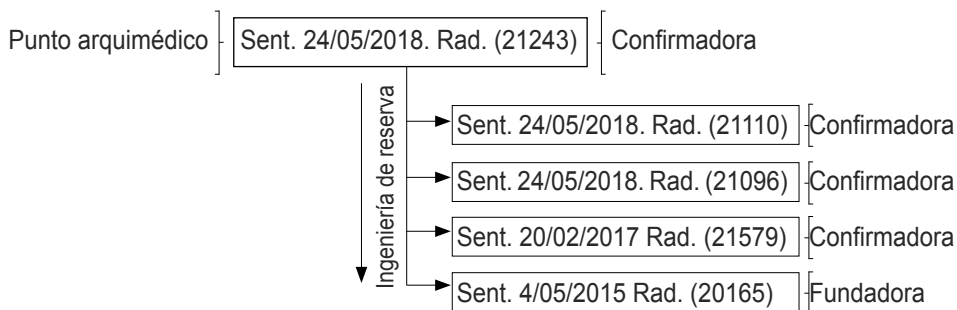 Punto arquimédico Sent. 24/05/2018. Rad. (21243) Confirmadora
Ingeniería de reserva
Sent. 24/05/2018. Rad. (21110) Confirmadora
Sent. 24/05/2018. Rad. (21096) Confirmadora
Sent. 20/02/2017 Rad. (21579) Confirmadora
Sent. 4/05/2015 Rad. (20165) Fundadora